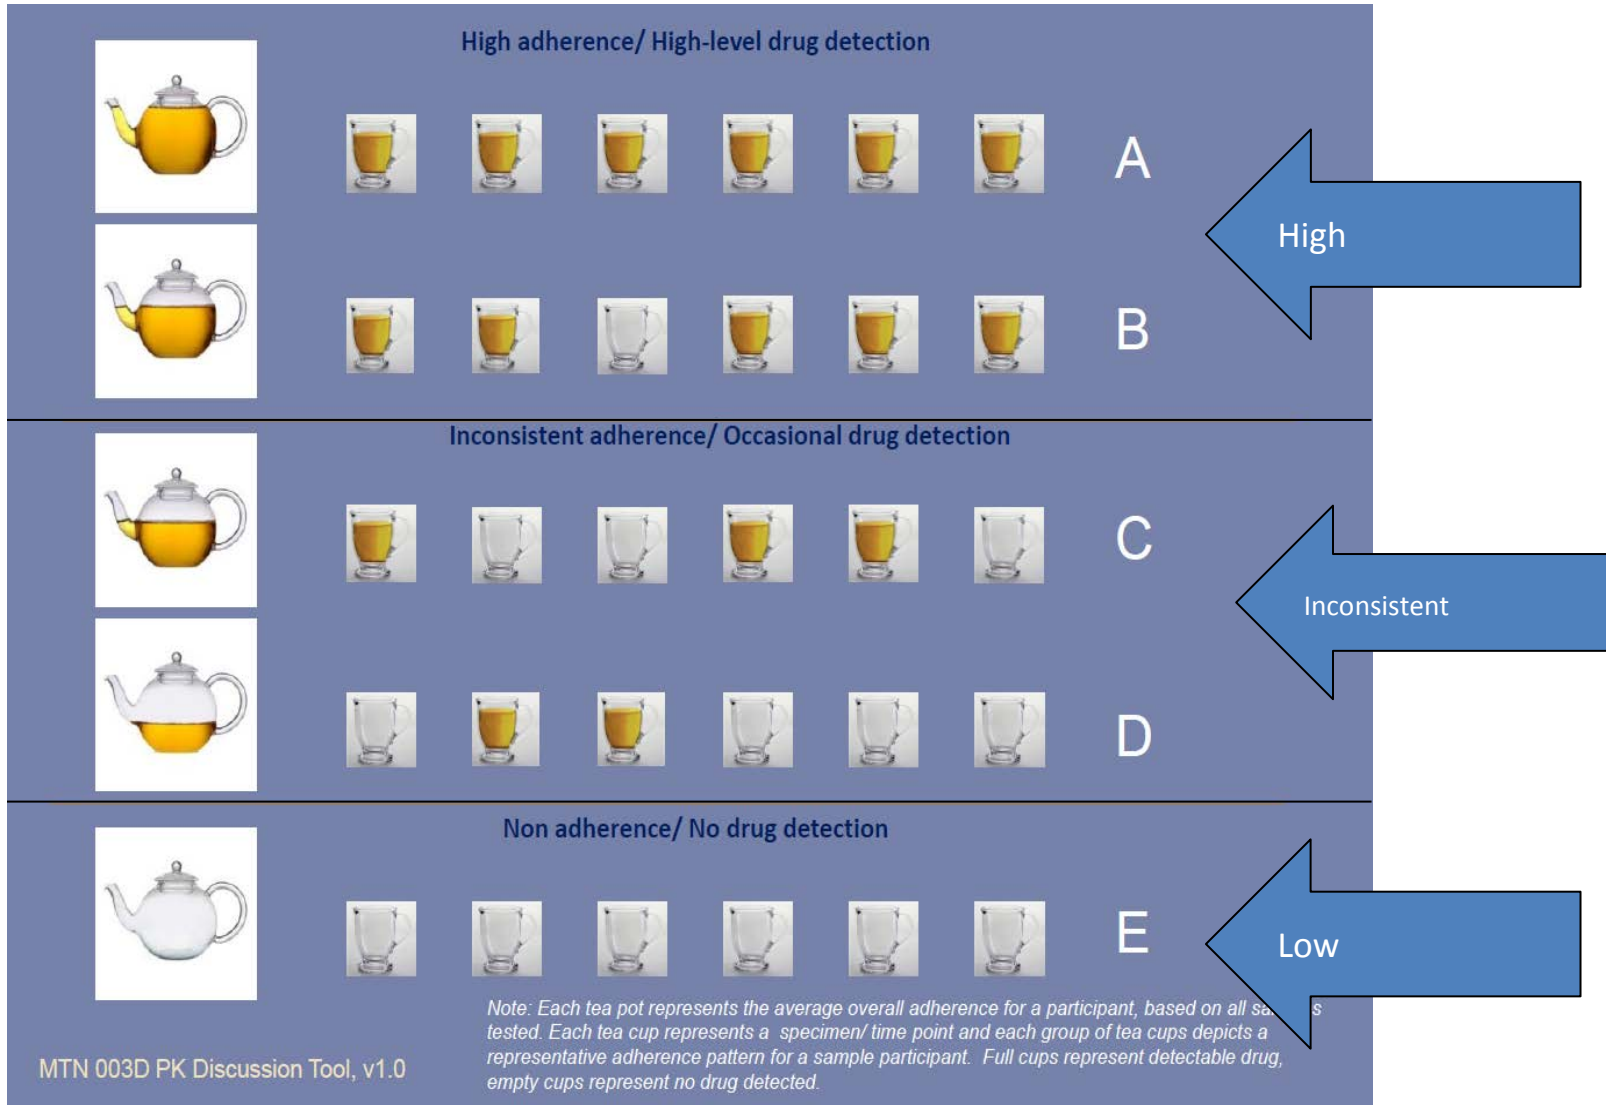 High adherence/ High-level drug detection
A
High
B
Inconsistent adherence/ Occasional drug detection
C
Inconsistent
D
Non adherence/ No drug detection
E
Low
Note: Each tea pot represents the average overall adherence for a participant, based on all
tested. Each tea cup represents a specimen/ time point and each group of tea cups depicts a
representative adherence pattern for a sample participant. Full cups represent detectable drug,
empty cups represent no drug detected.
MTN 003D PK Discussion Tool, v1.0